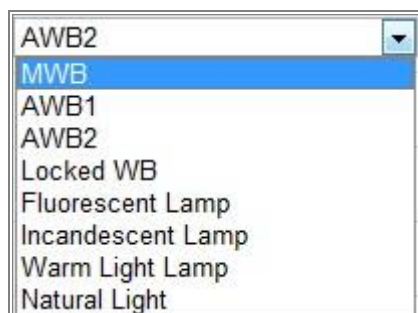 AWB2
MWB
AWB1
AWB2
Locked WB
Fluorescent Lamp
Incandescent Lamp
Warm Light Lamp
Natural Light